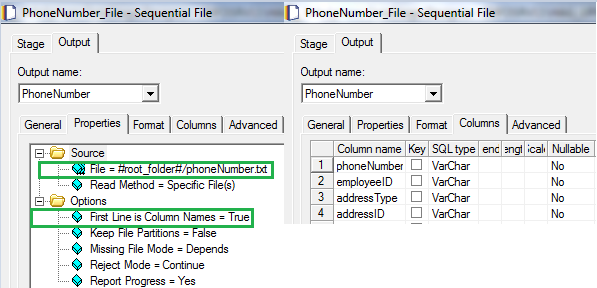 PhoneNumber_File - Sequential File
Stage Output
Output name:
PhoneNumber
General Properties Format Columns Advanced
Source
File = #root_folder#/phoneNumber.txt
Read Method = Specific File(s)
Options
First Line is Column Names = True
Keep File Partitions = False
Missing File Mode = Depends
Reject Mode = Continue
Report Progress = Yes
PhoneNumber_File - Sequential File
Stage Output
Output name:
PhoneNumber
General Properties Format Columns Advanced
Column name Key SQL type Nullable
1 phoneNumber VarChar No
2 employeeID VarChar No
3 addressType VarChar No
4 addressID VarChar No